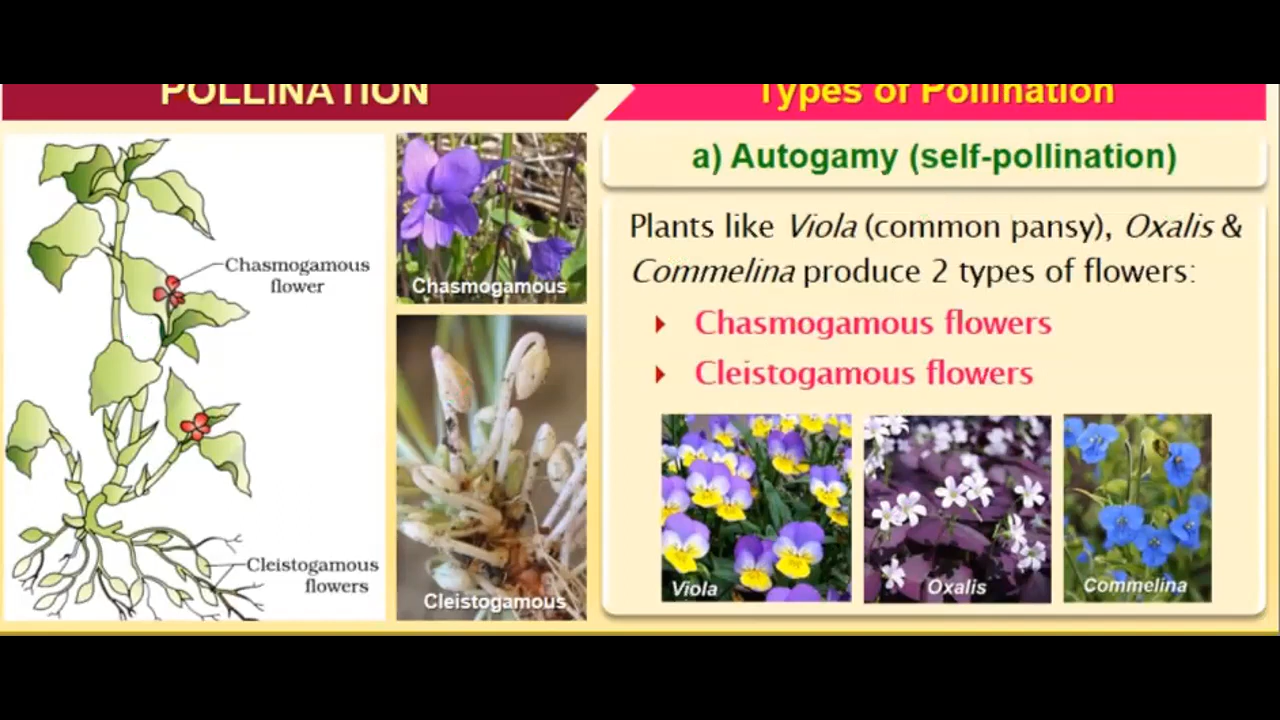 POLLINATION
Types of Pollination
a) Autogamy (self-pollination)
Chasmogamous
flower
Cleistogamous
flowers
Chasmogamous
Cleistogamous
Plants like Viola (common pansy), Oxalis &
Commelina produce 2 types of flowers:
Chasmogamous flowers
Cleistogamous flowers
Viola
Oxalis
Commelina